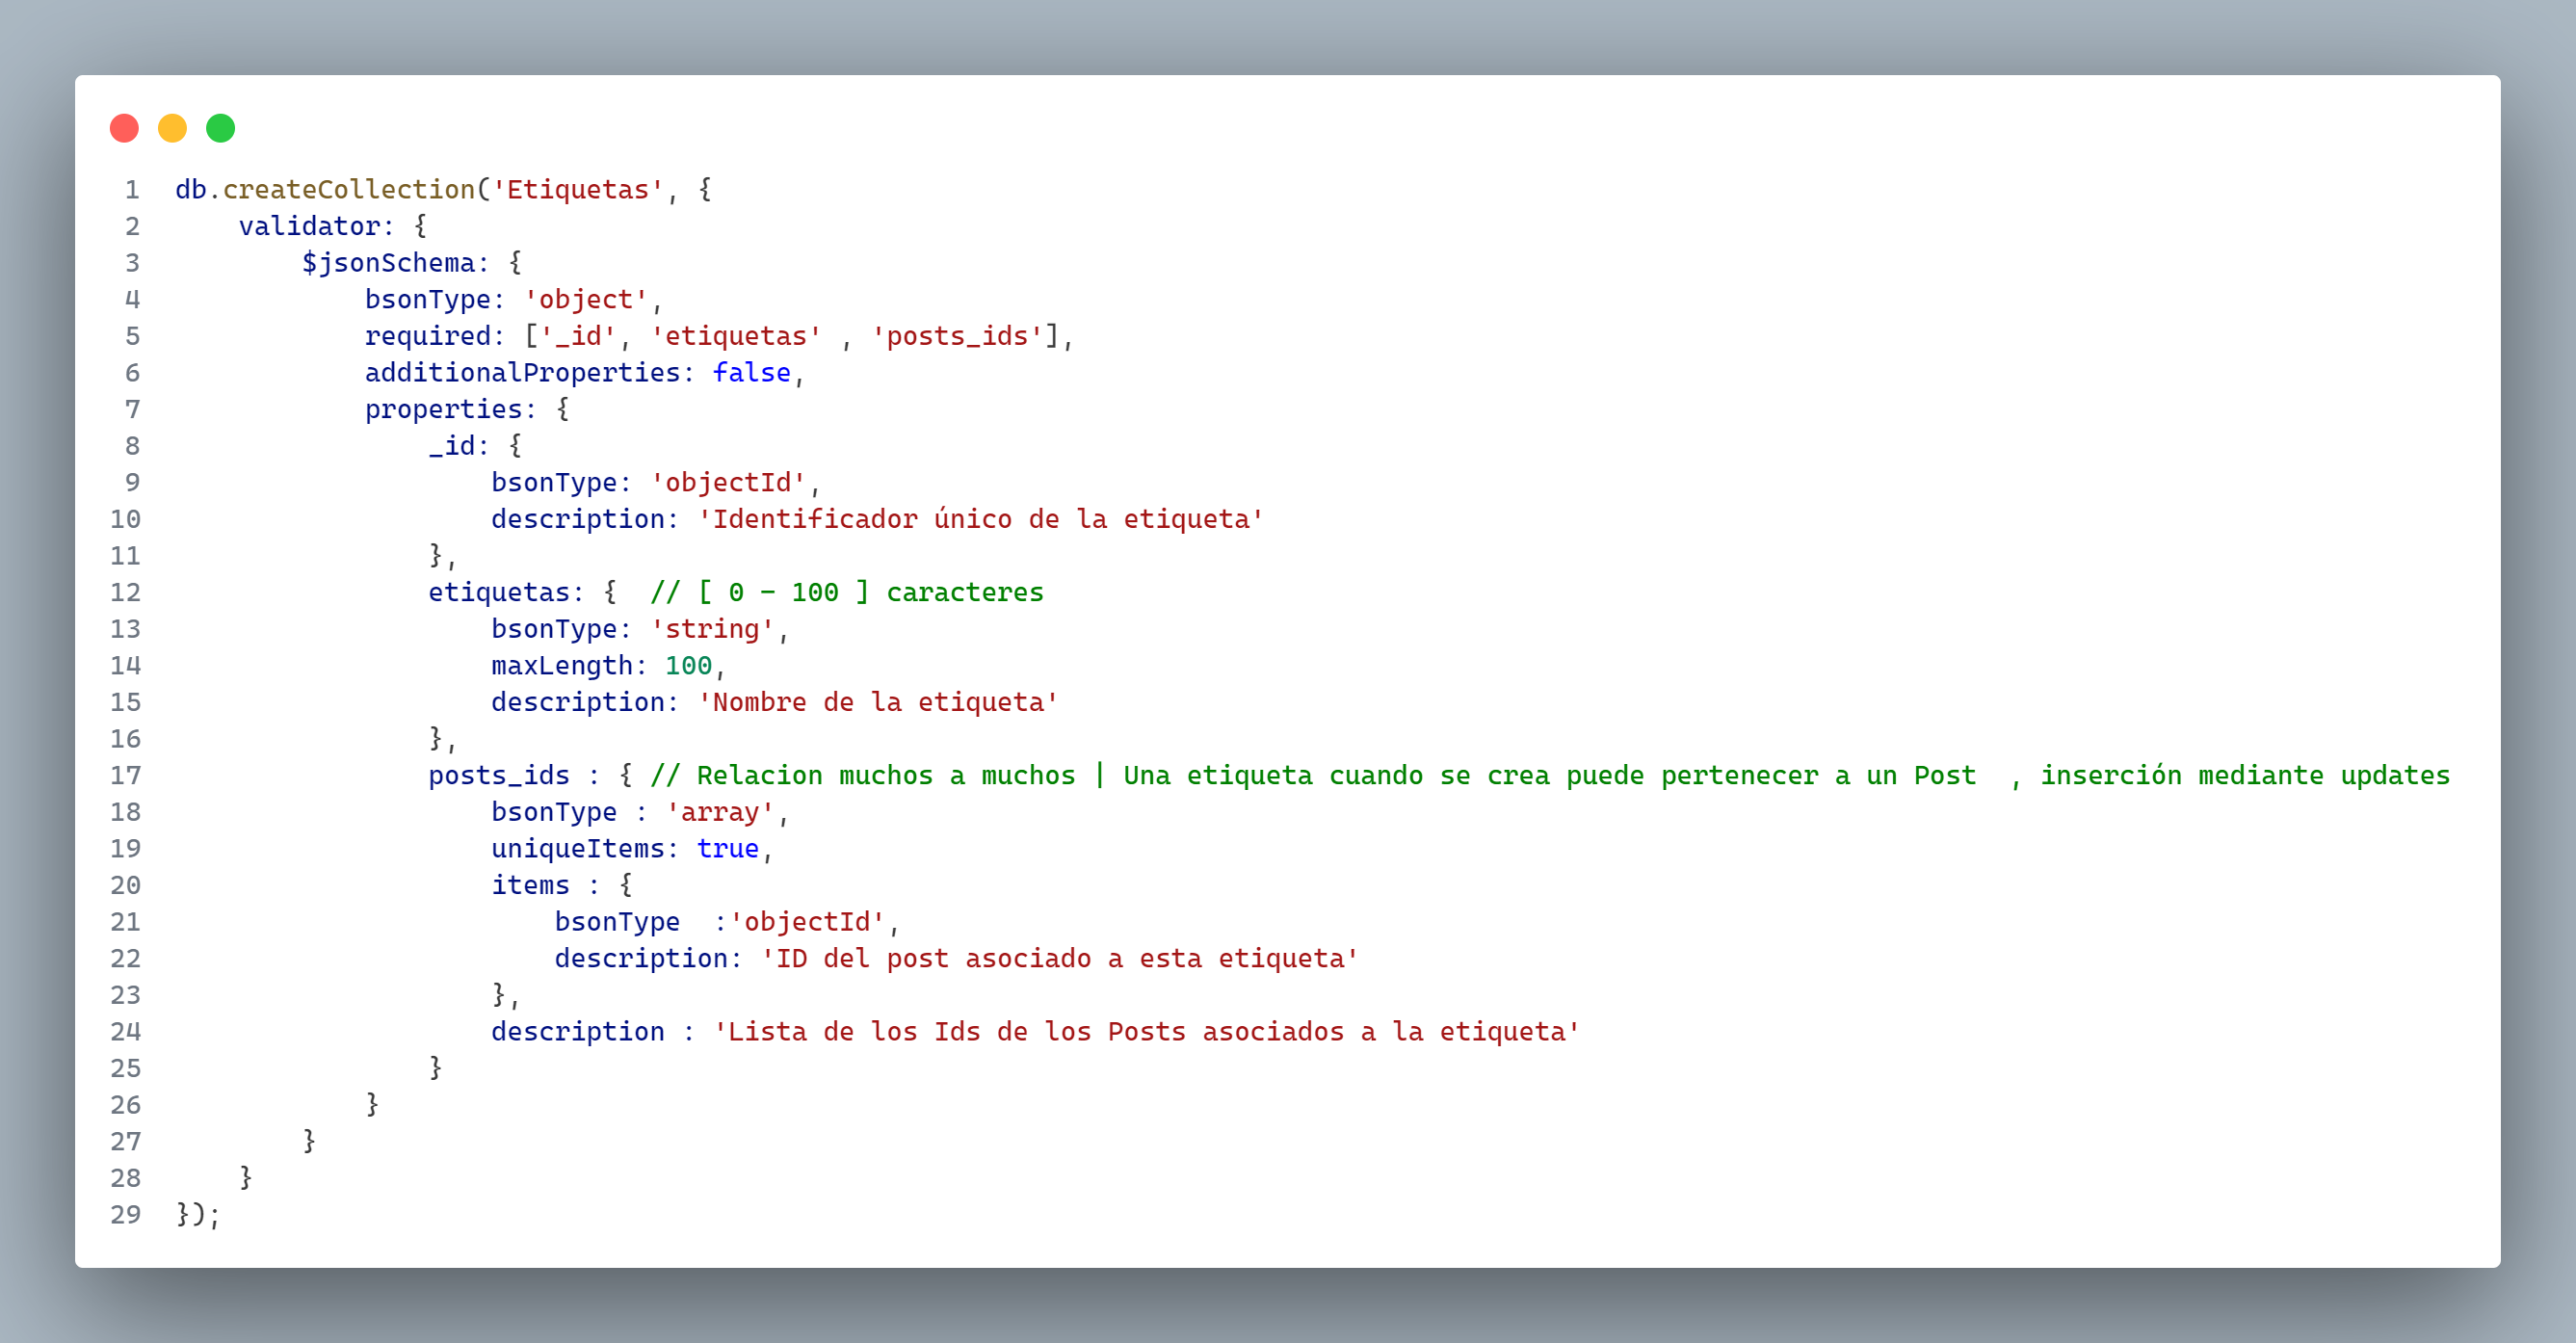 1 db.createCollection('Etiquetas', {
2     validator: {
3         $jsonSchema: {
4             bsonType: 'object',
5             required: ['_id', 'etiquetas' , 'posts_ids'],
6             additionalProperties: false,
7             properties: {
8                 _id: {
9                     bsonType: 'objectId',
10                     description: 'Identificador único de la etiqueta'
11                 },
12                 etiquetas: {  // [ 0 - 100 ] caracteres
13                     bsonType: 'string',
14                     maxLength: 100,
15                     description: 'Nombre de la etiqueta'
16                 },
17                 posts_ids : { // Relacion muchos a muchos | Una etiqueta cuando se crea puede pertenecer a un Post  , inserción mediante updates
18                     bsonType : 'array',
19                     uniqueItems: true,
20                     items : {
21                         bsonType  :'objectId',
22                         description: 'ID del post asociado a esta etiqueta'
23                     },
24                     description : 'Lista de los Ids de los Posts asociados a la etiqueta'
25                 }
26             }
27         }
28     }
29 });